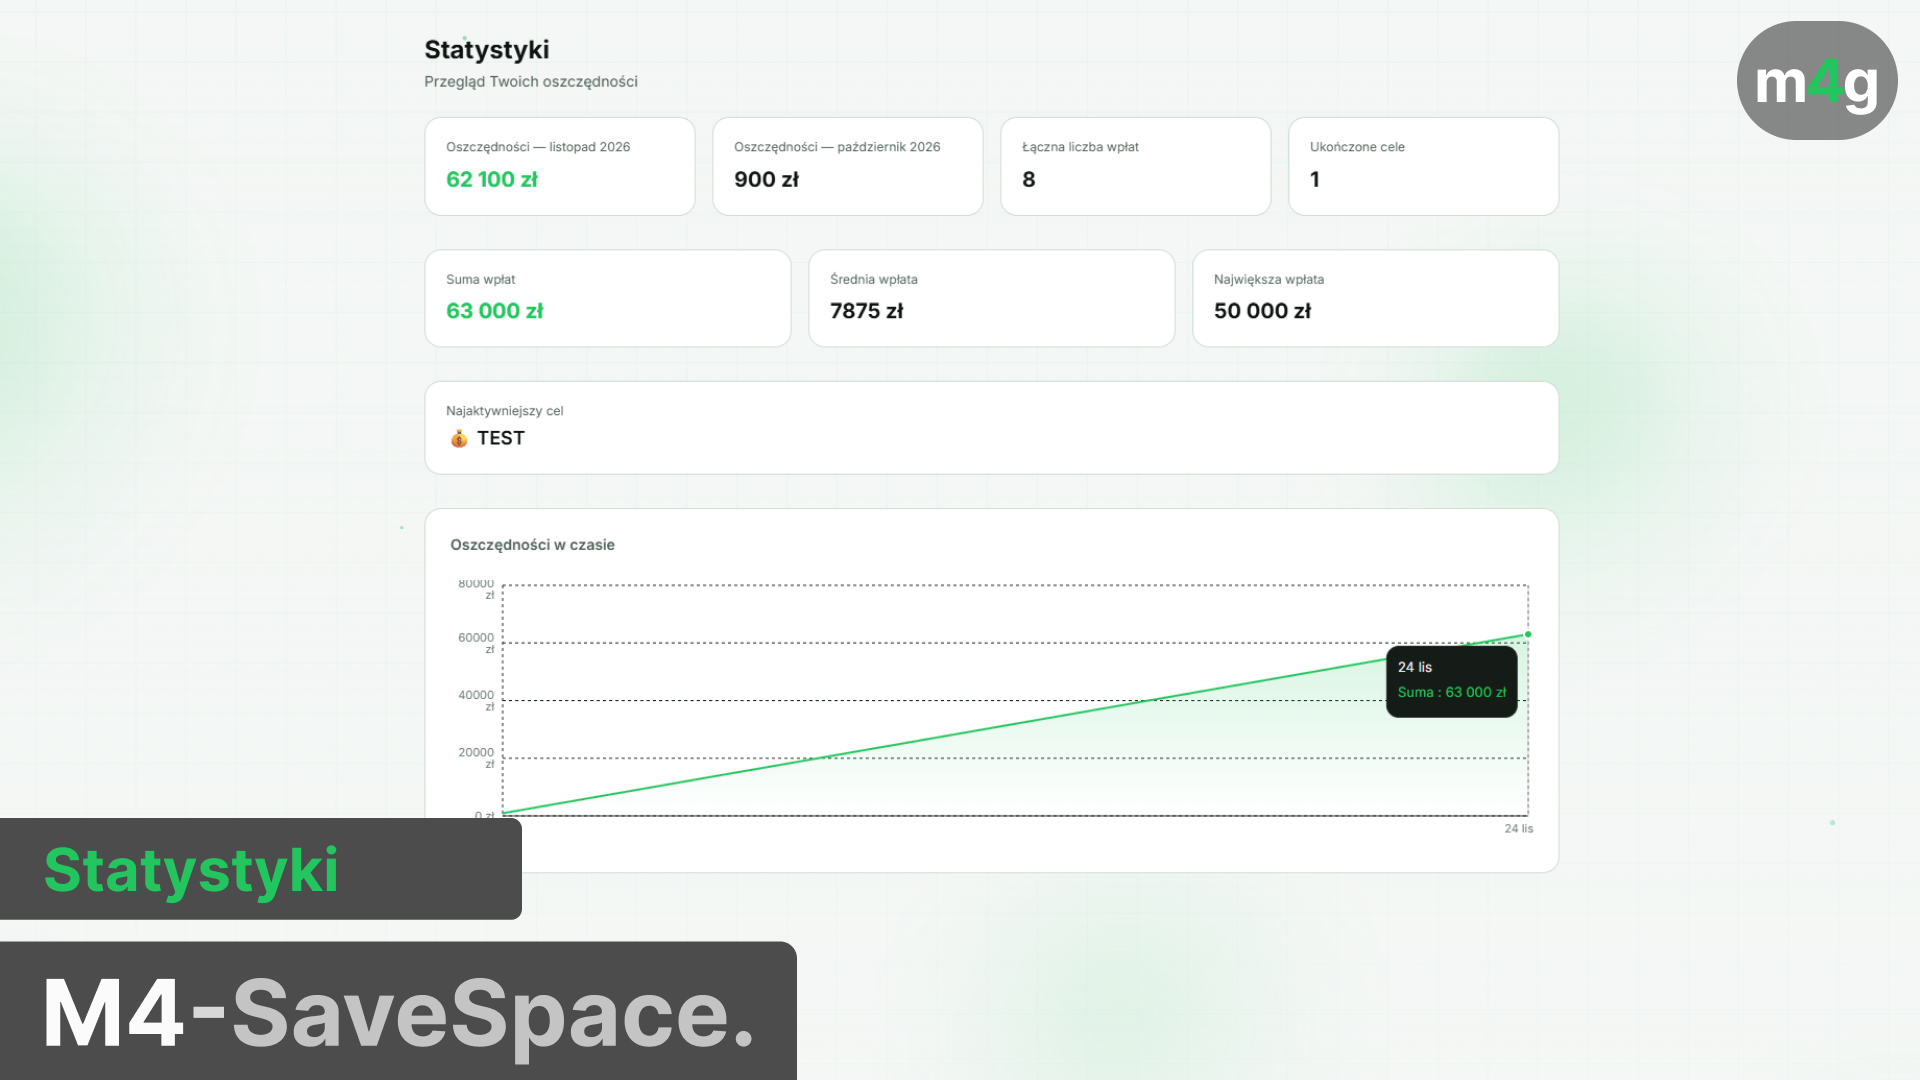 Statystyki
Przegląd Twoich oszczędności
m4g
Oszczędności — listopad 2026
62 100 zł
Oszczędności — październik 2026
900 zł
Łączna liczba wpłat
8
Ukończone cele
1
Suma wpłat
63 000 zł
Średnia wpłata
7875 zł
Największa wpłata
50 000 zł
Najaktywniejszy cel
TEST
Oszczędności w czasie
80000
zł
60000
zł
40000
zł
20000
zł
0 zł
24 lis
Suma : 63 000 zł
24 lis
Statystyki
M4-SaveSpace.